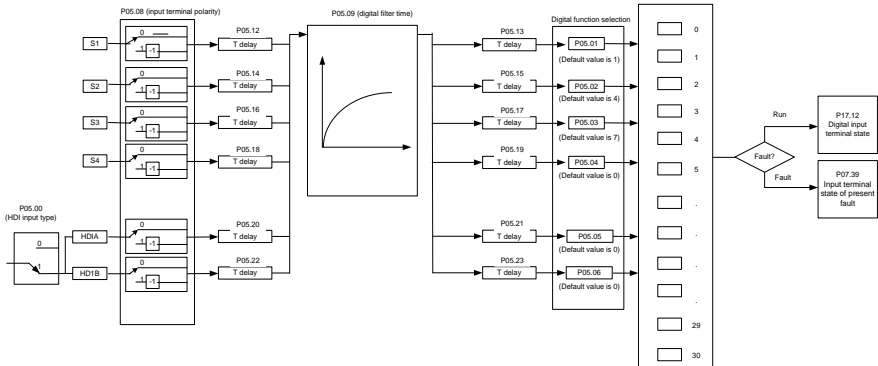 P05.08 (input terminal polarity)
P05.12
P05.09 (digital filter time)
P05.13
Digital function selection
S1
0
1
-1
T delay
T delay
P05.01
(Default value is 1)
0
1
P05.14
P05.15
S2
0
1
-1
T delay
T delay
P05.02
(Default value is 4)
2
P05.16
P05.17
S3
0
1
-1
T delay
T delay
P05.03
(Default value is 7)
3
Run
P17.12
Digital input
terminal state
P05.18
P05.19
4
S4
0
1
-1
T delay
T delay
P05.04
(Default value is 0)
5
Fault?
Fault
P07.39
Input terminal
state of present
fault
P05.00
(HDI input type)
.
P05.20
P05.21
0
1
HDIA
0
1
-1
T delay
T delay
P05.05
(Default value is 0)
.
P05.22
P05.23
.
HD1B
0
1
-1
T delay
T delay
P05.06
(Default value is 0)
.
29
30